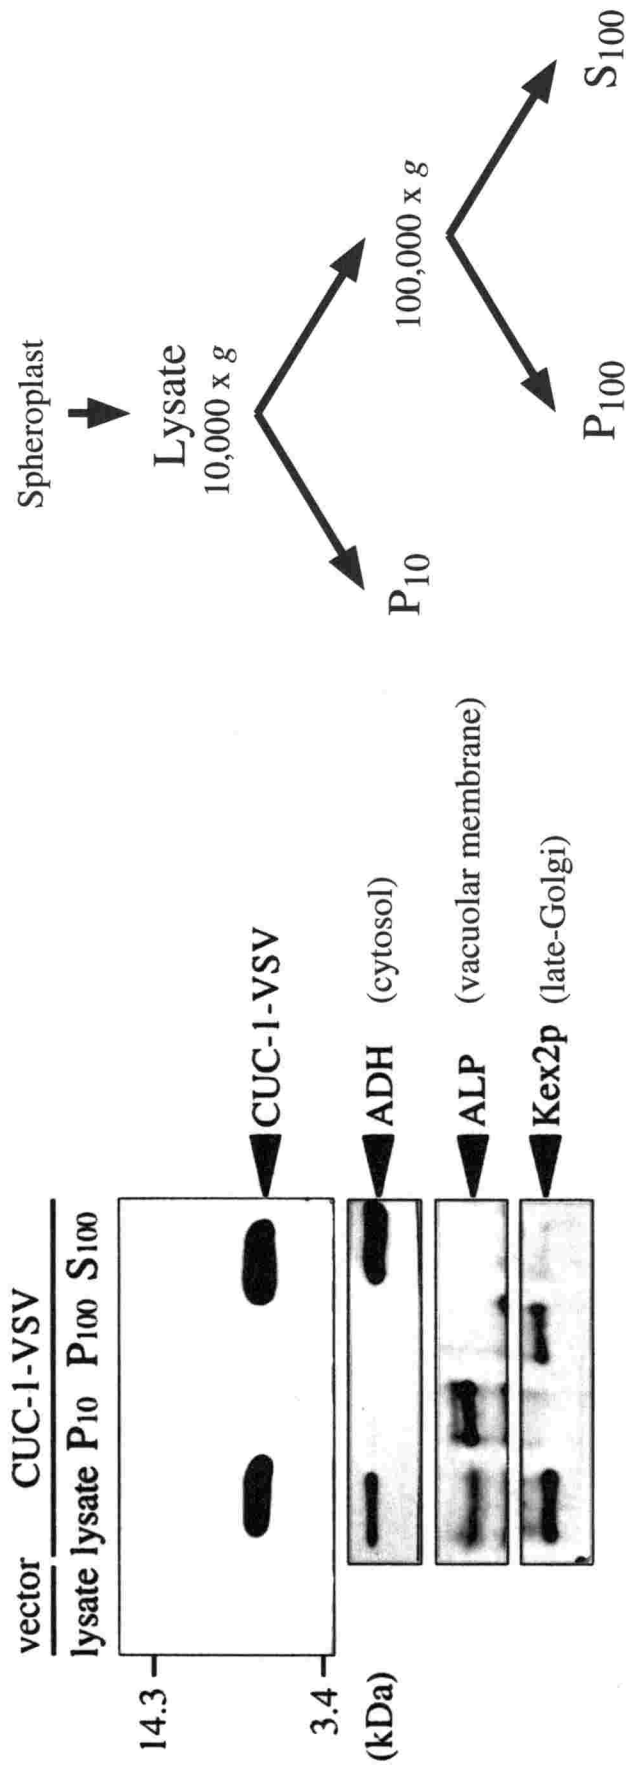 vector CUC-1-VSV
lysate lysate P10 P100 S100
14.3
3.4
(kDa)
CUC-1-VSV
ADH (cytosol)
ALP (vacuolar membrane)
Kex2p (late-Golgi)
Spheroplast
Lysate
10,000 x g
P10
100,000 x g
P100
S100